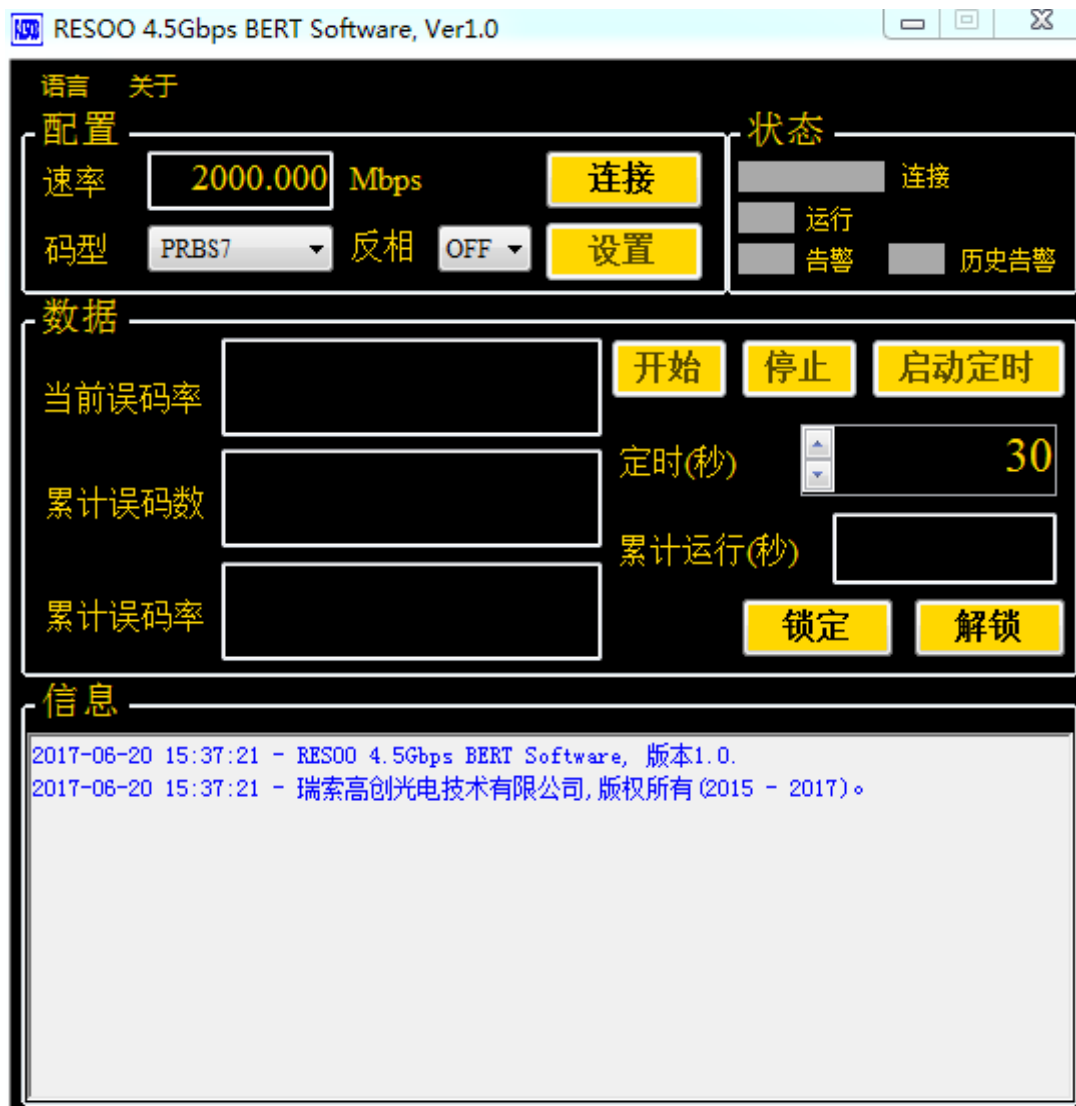 RESOO 4.5Gbps BERT Software, Ver1.0
语言 关于
配置
速率 2000.000 Mbps 连接
码型 PRBS7 反相 OFF 设置
状态
连接
运行
告警 历史告警
数据
当前误码率
开始 停止 启动定时
定时(秒) 30
累计误码数
累计运行(秒)
累计误码率
锁定 解锁
信息
2017-06-20 15:37:21 - RESOO 4.5Gbps BERT Software, 版本1.0.
2017-06-20 15:37:21 - 瑞索高创光电技术有限公司,版权所有(2015 - 2017)。